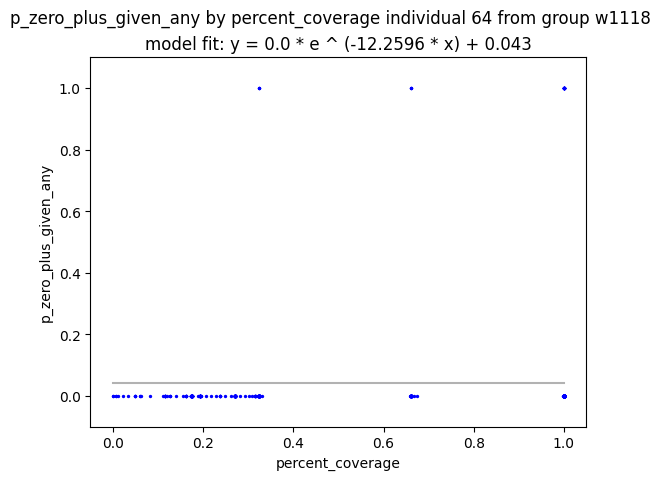 p_zero_plus_given_any by percent_coverage individual 64 from group w1118
model fit: y = 0.0 * e ^ (-12.2596 * x) + 0.043
1.0
0.8
0.6
0.4
0.2
0.0
p_zero_plus_given_any
0.0 0.2 0.4 0.6 0.8 1.0
percent_coverage